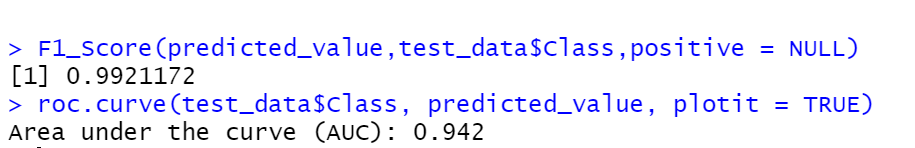 > F1_Score(predicted_value,test_data$Class,positive = NULL)
[1] 0.9921172
> roc.curve(test_data$Class, predicted_value, plotit = TRUE)
Area under the curve (AUC): 0.942